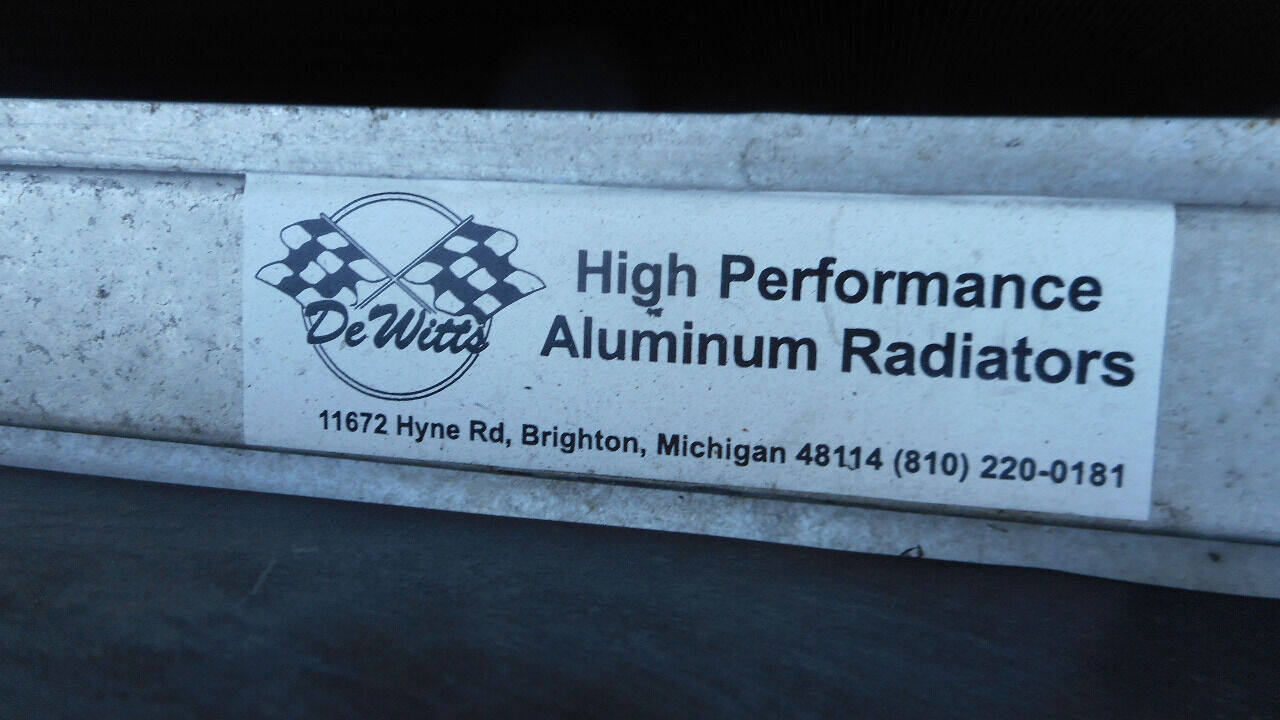 DeWitts
High Performance
Aluminum Radiators
11672 Hyne Rd, Brighton, Michigan 48114 (810) 220-0181